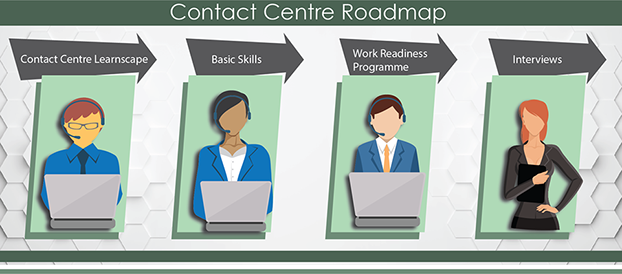 Contact Centre Roadmap
Contact Centre Learnscape
Basic Skills
Work Readiness
Programme
Interviews